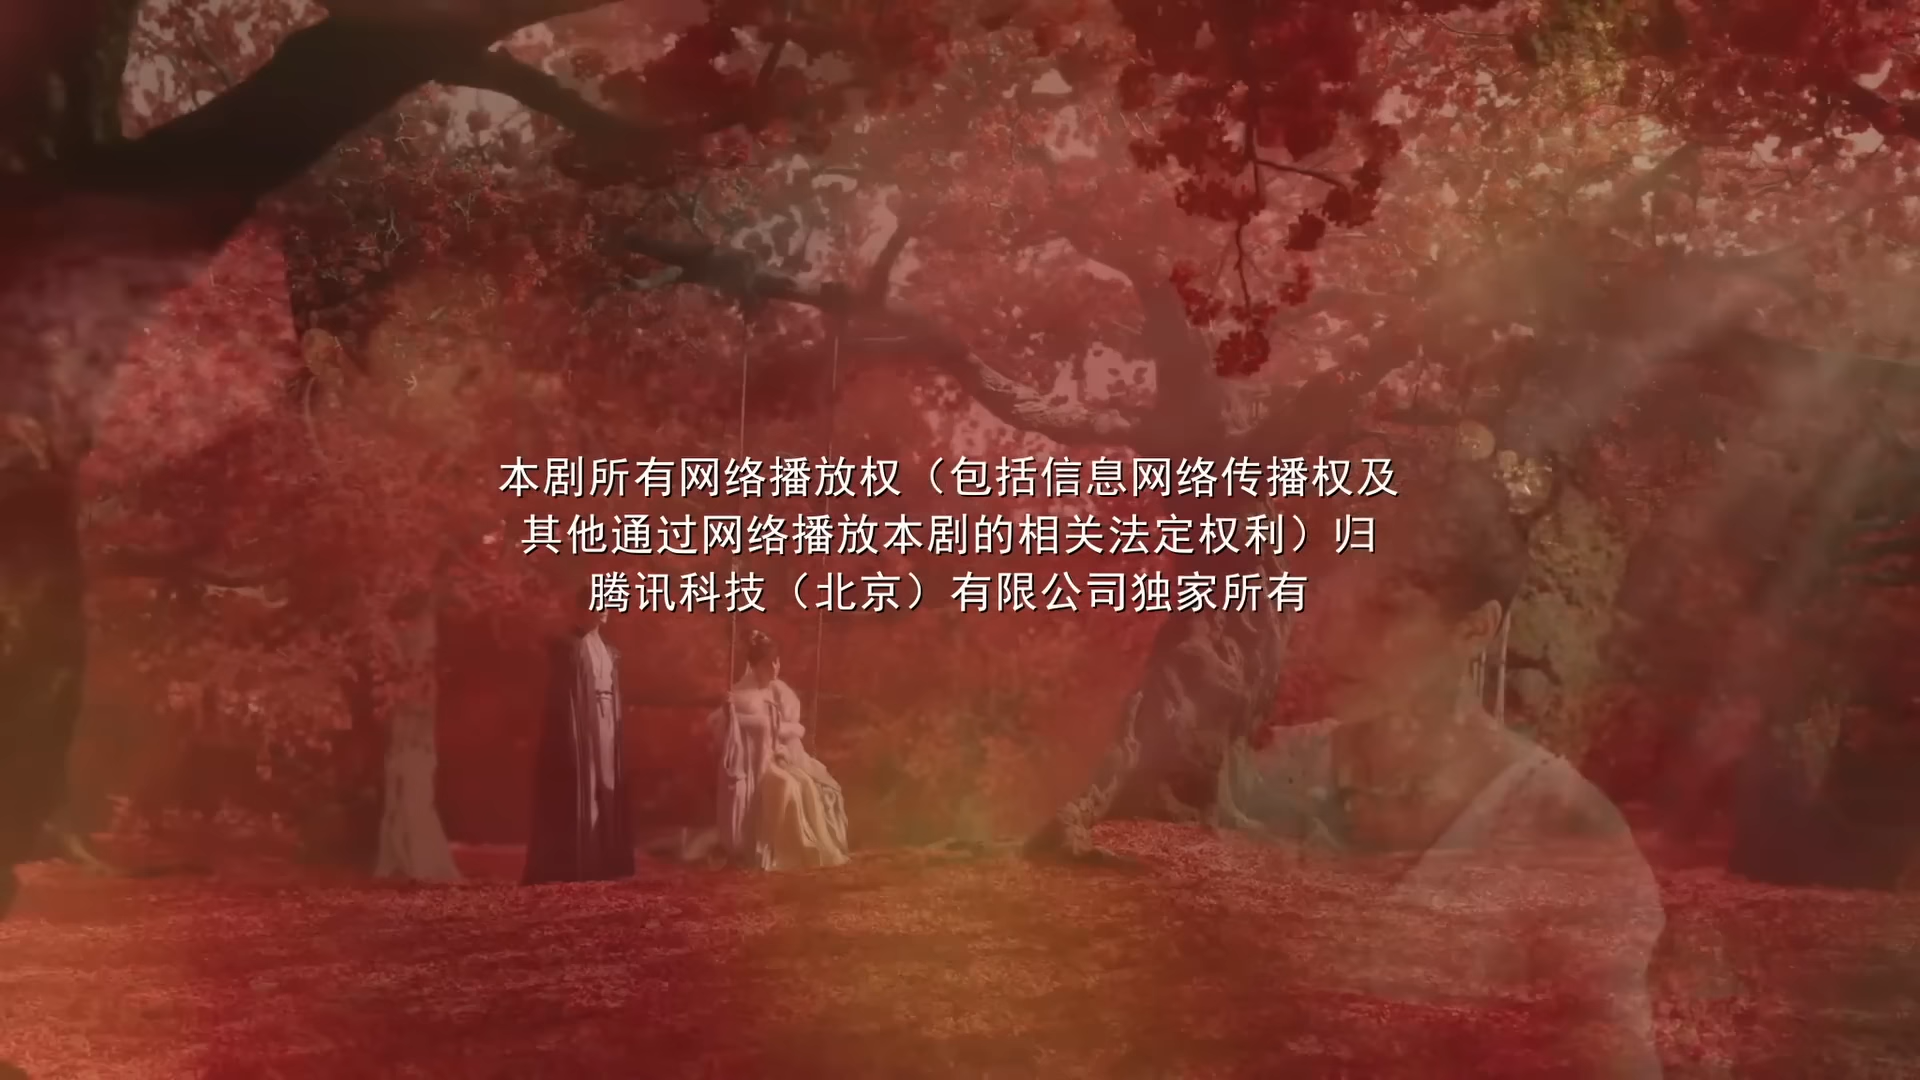 本剧所有网络播放权（包括信息网络传播权及
其他通过网络播放本剧的相关法定权利）归
腾讯科技（北京）有限公司独家所有